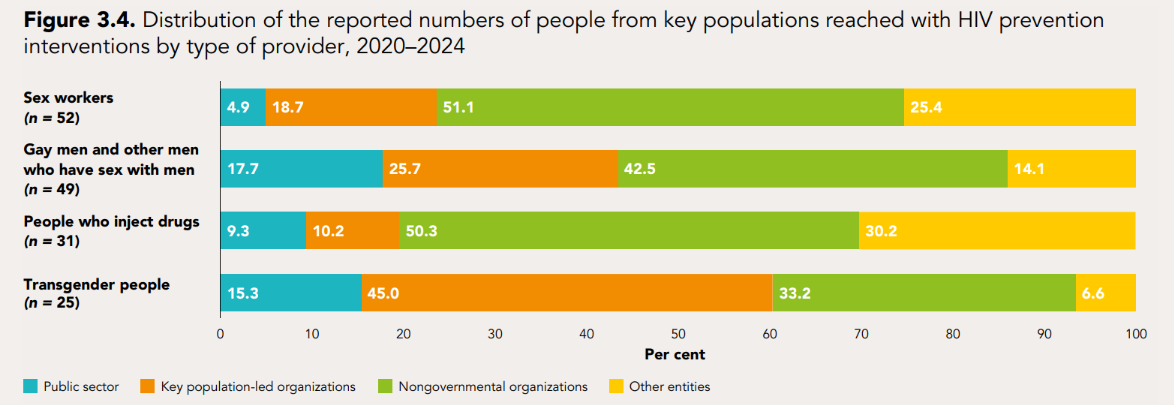 Figure 3.4. Distribution of the reported numbers of people from key populations reached with HIV prevention
interventions by type of provider, 2020–2024
Sex workers
(n = 52)
4.9 18.7 51.1 25.4
Gay men and other men
who have sex with men
(n = 49)
17.7 25.7 42.5 14.1
People who inject drugs
(n = 31)
9.3 10.2 50.3 30.2
Transgender people
(n = 25)
15.3 45.0 33.2 6.6
0 10 20 30 40 50 60 70 80 90 100
Per cent
Public sector Key population-led organizations Nongovernmental organizations Other entities